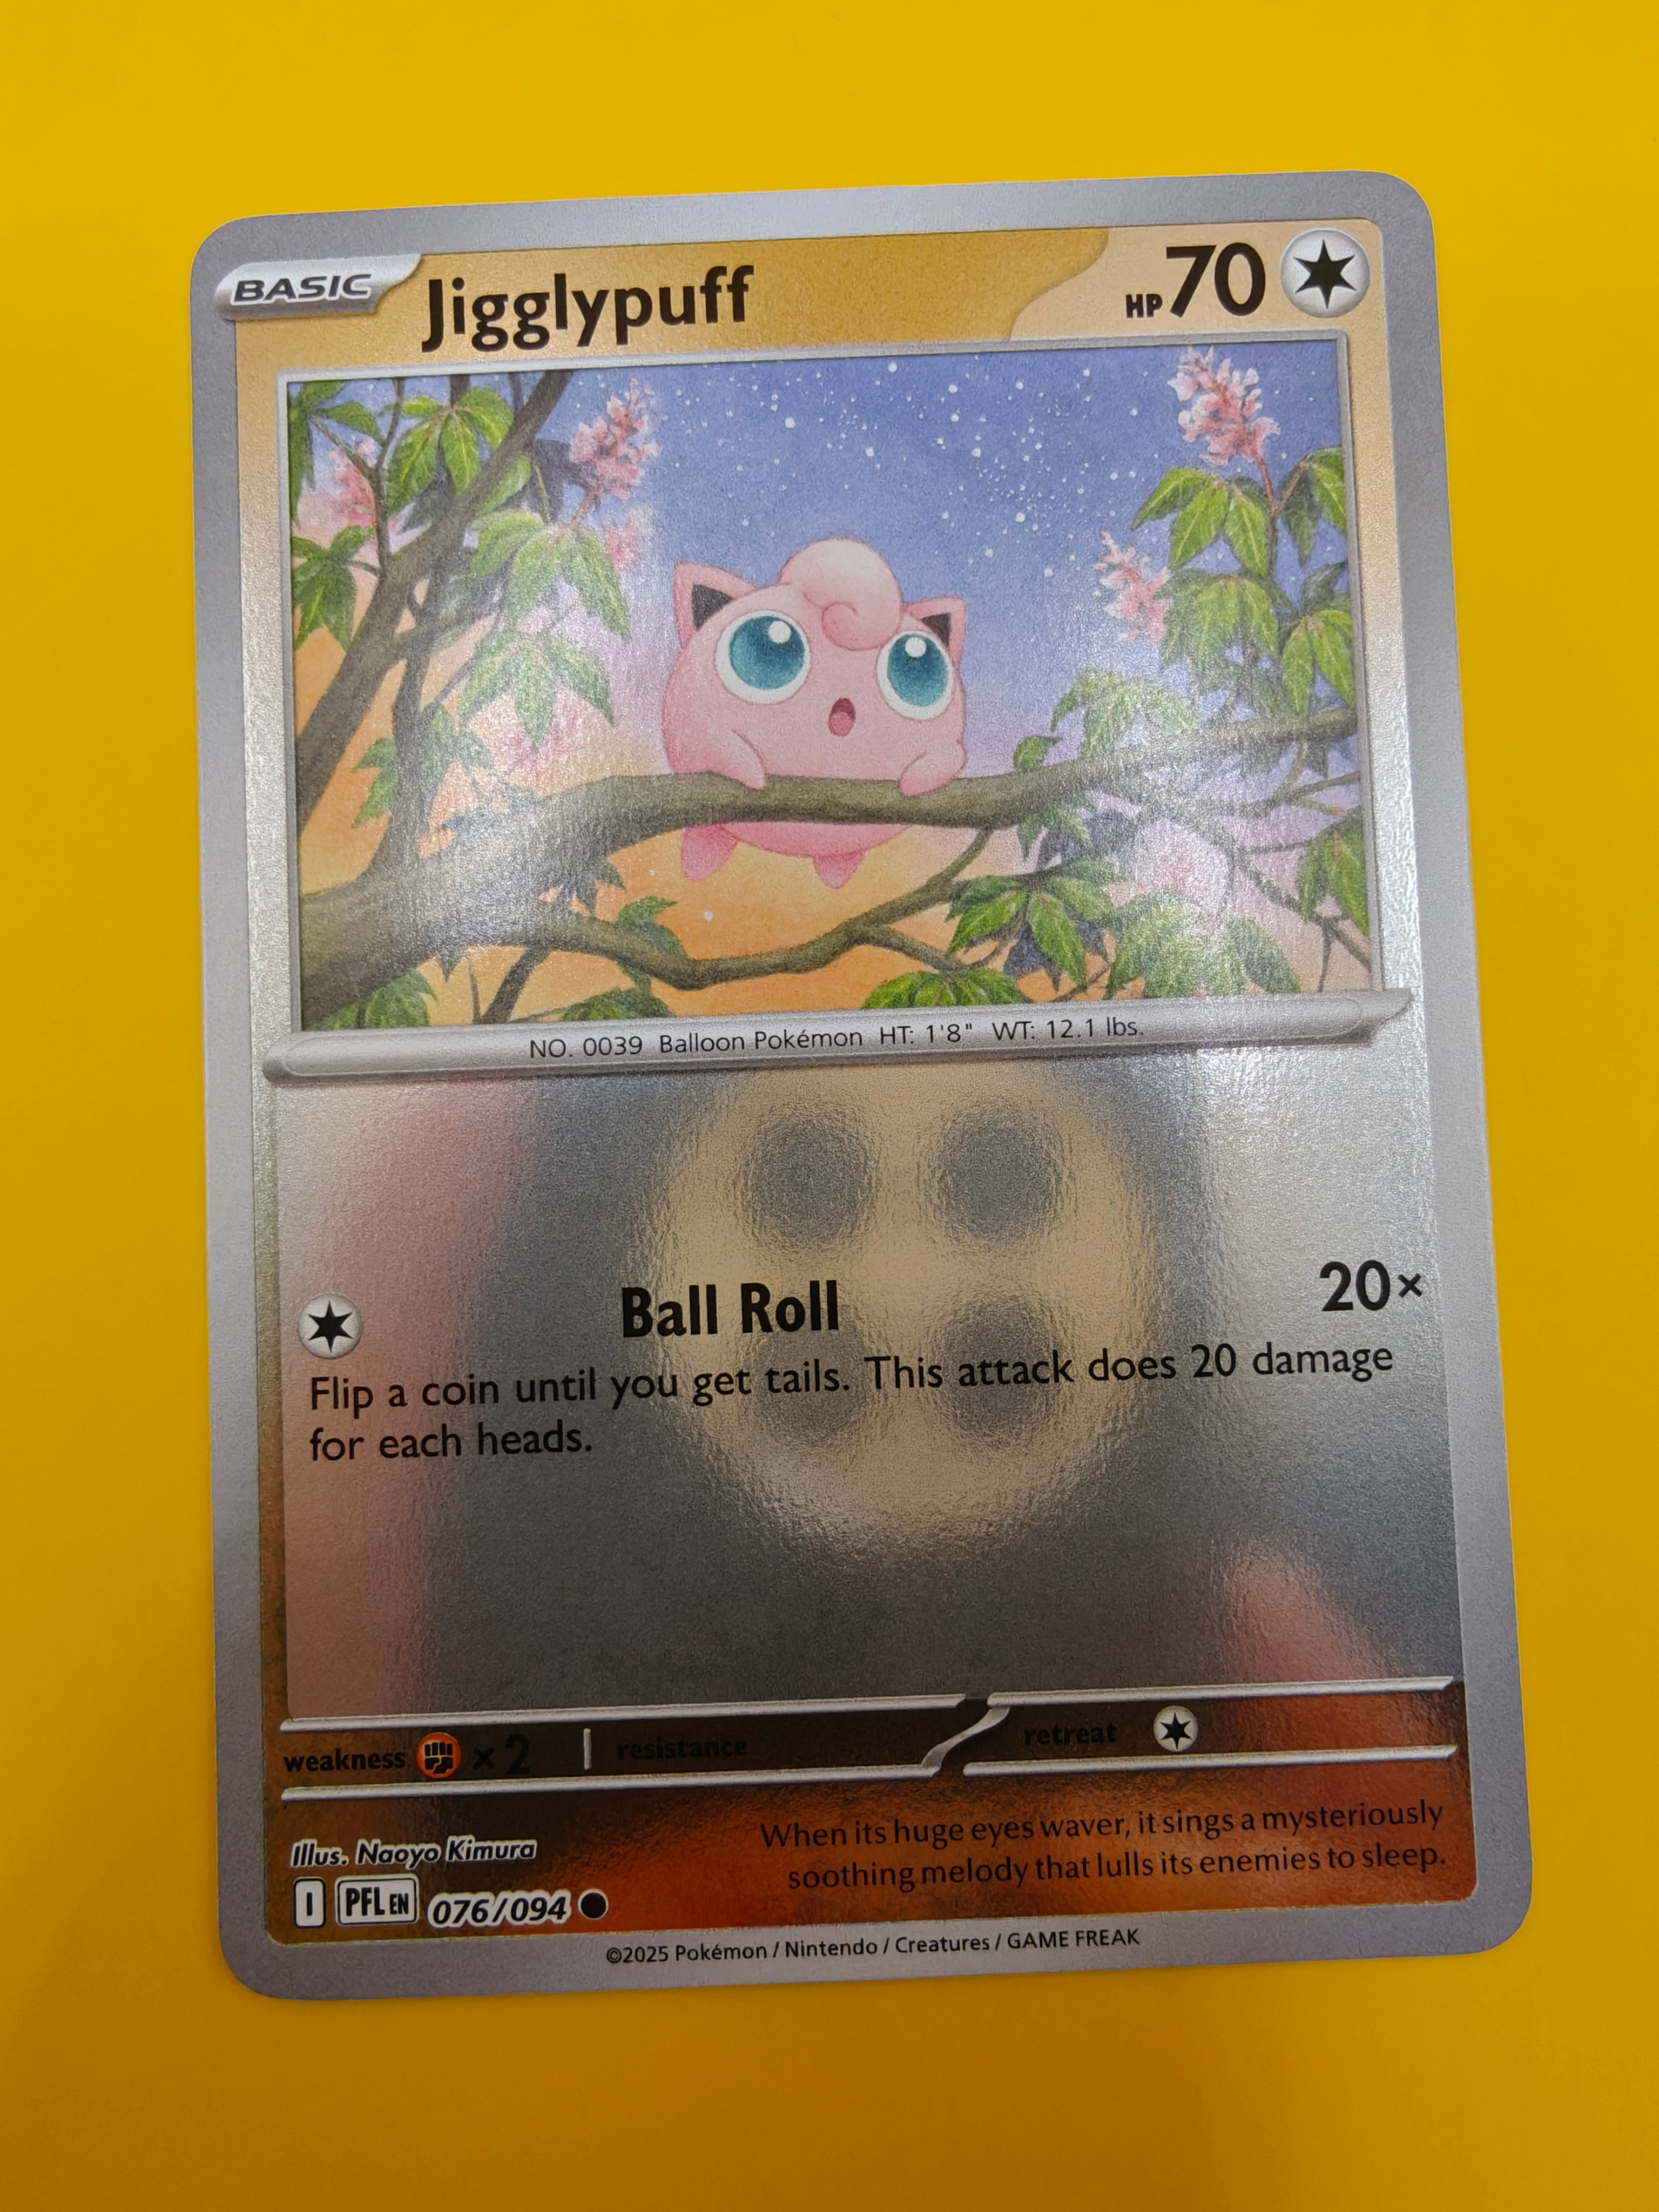 BASIC Jigglypuff HP 70
NO. 0039 Balloon Pokémon HT: 1'8" WT: 12.1 lbs.
Ball Roll 20×
Flip a coin until you get tails. This attack does 20 damage
for each heads.
weakness ×2 resistance retreat
When its huge eyes waver, it sings a mysteriously
soothing melody that lulls its enemies to sleep.
Illus. Naoyo Kimura
I PFL EN 076/094
©2025 Pokémon / Nintendo / Creatures / GAME FREAK